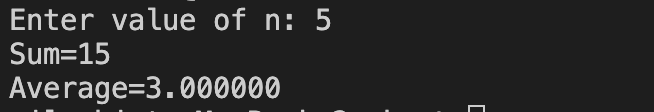 Enter value of n: 5
Sum=15
Average=3.000000